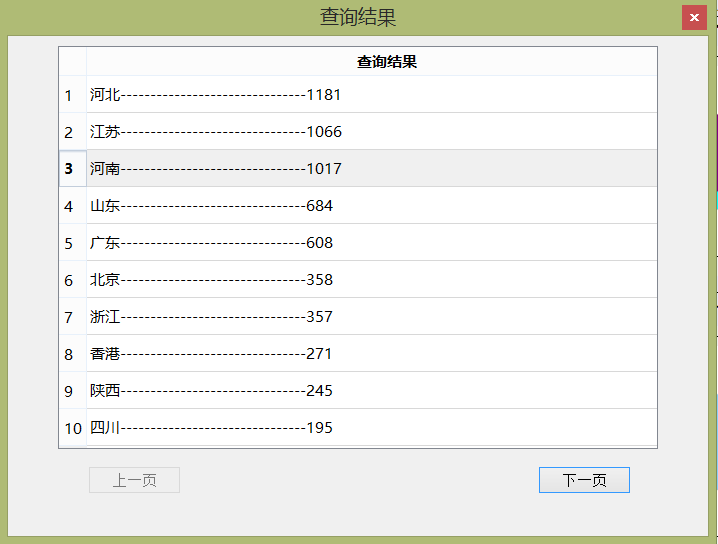 查询结果
查询结果
1 河北-------------------------------1181
2 江苏-------------------------------1066
3 河南-------------------------------1017
4 山东-------------------------------684
5 广东-------------------------------608
6 北京-------------------------------358
7 浙江-------------------------------357
8 香港-------------------------------271
9 陕西-------------------------------245
10 四川-------------------------------195
上一页 下一页